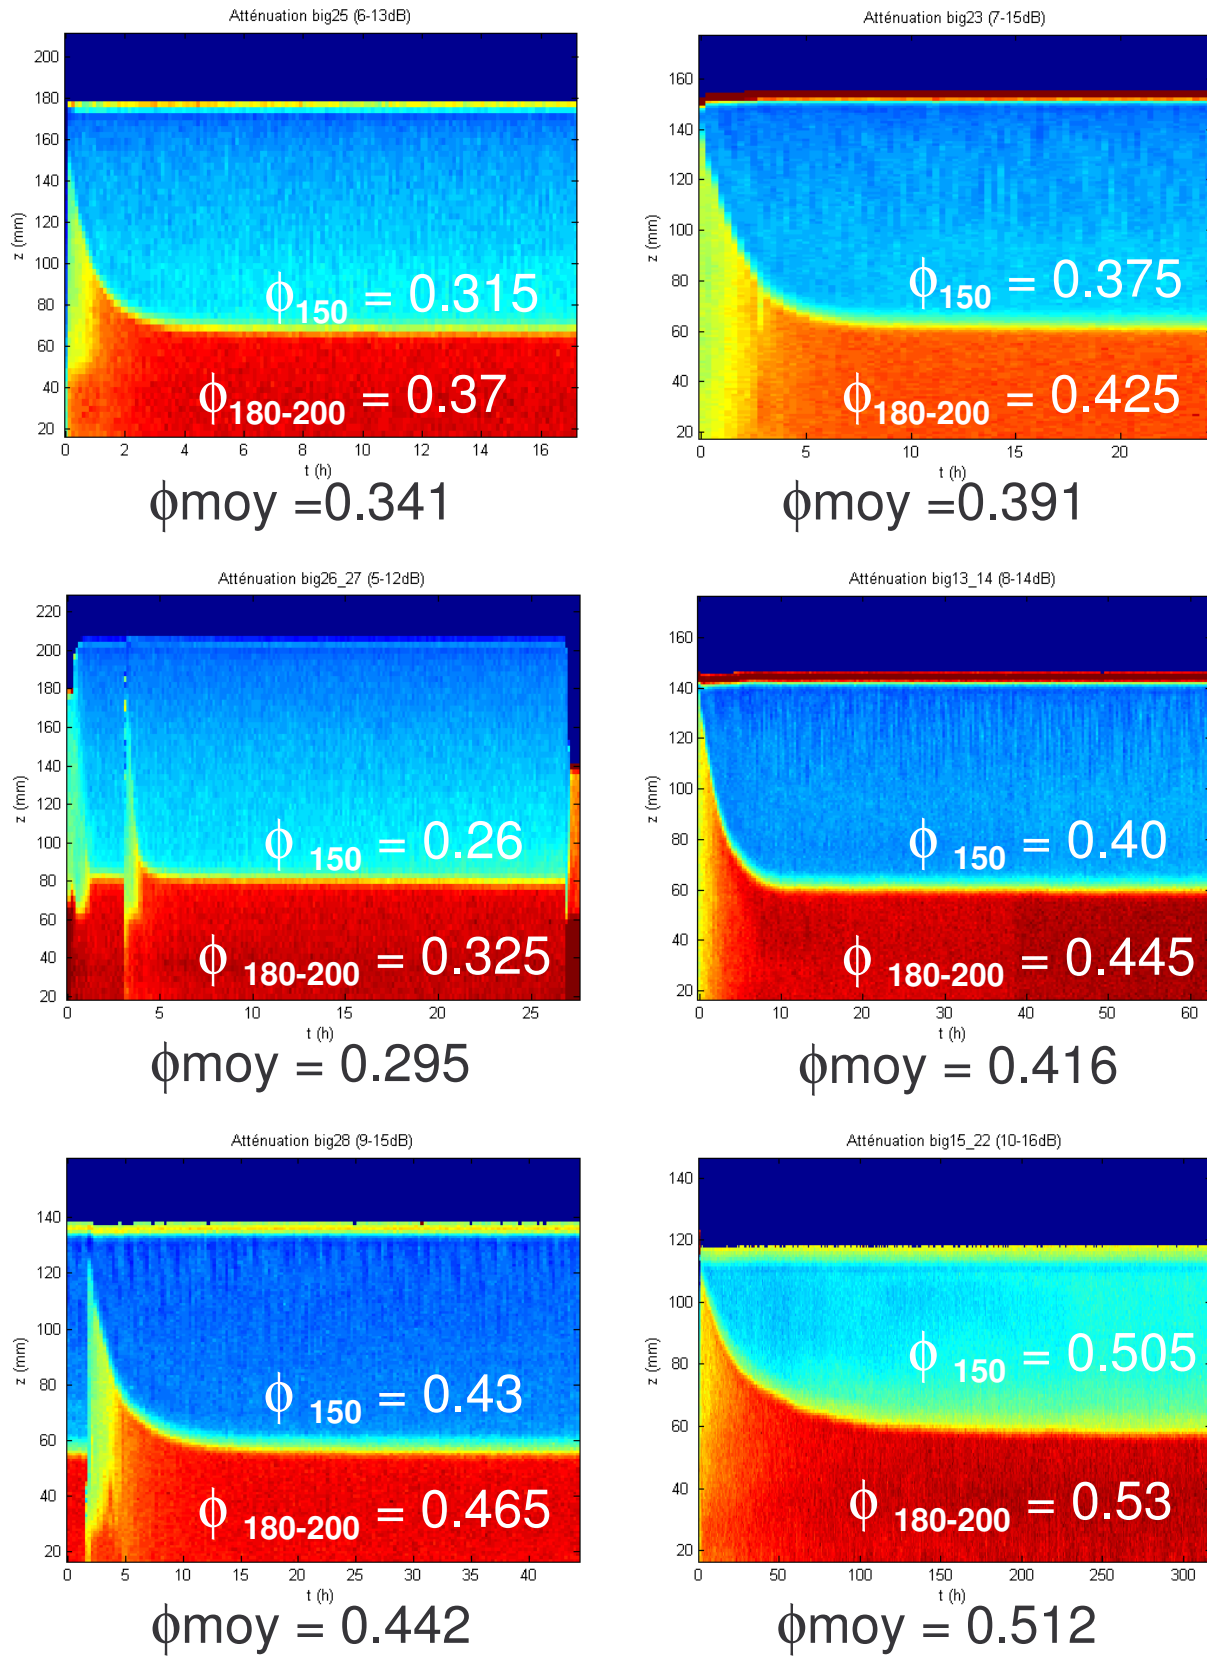 Atténuation big25 (6-13dB)
z (mm)
200
180
160
140
120
100
80
60
40
20
ϕ150 = 0.315
ϕ180-200 = 0.37
0 2 4 6 8 10 12 14 16
t (h)
ϕmoy =0.341
Atténuation big23 (7-15dB)
z (mm)
160
140
120
100
80
60
40
20
ϕ150 = 0.375
ϕ180-200 = 0.425
0 5 10 15 20
t (h)
ϕmoy =0.391
Atténuation big26_27 (5-12dB)
z (mm)
220
200
180
160
140
120
100
80
60
40
20
ϕ 150 = 0.26
ϕ 180-200 = 0.325
0 5 10 15 20 25
t (h)
ϕmoy = 0.295
Atténuation big13_14 (8-14dB)
z (mm)
160
140
120
100
80
60
40
20
ϕ 150 = 0.40
ϕ 180-200 = 0.445
0 10 20 30 40 50 60
t (h)
ϕmoy = 0.416
Atténuation big28 (9-15dB)
z (mm)
140
120
100
80
60
40
20
ϕ 150 = 0.43
ϕ 180-200 = 0.465
0 5 10 15 20 25 30 35 40
t (h)
ϕmoy = 0.442
Atténuation big15_22 (10-16dB)
z (mm)
140
120
100
80
60
40
20
ϕ 150 = 0.505
ϕ 180-200 = 0.53
0 50 100 150 200 250 300
t (h)
ϕmoy = 0.512